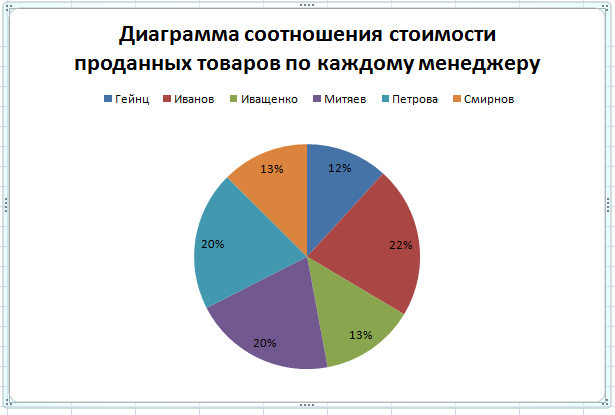 Диаграмма соотношения стоимости
проданных товаров по каждому менеджеру
Гейнц Иванов Иващенко Митяев Петрова Смирнов
13% 12%
20% 22%
20% 13%